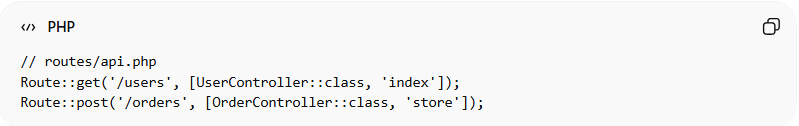 </> PHP
// routes/api.php
Route::get('/users', [UserController::class, 'index']);
Route::post('/orders', [OrderController::class, 'store']);